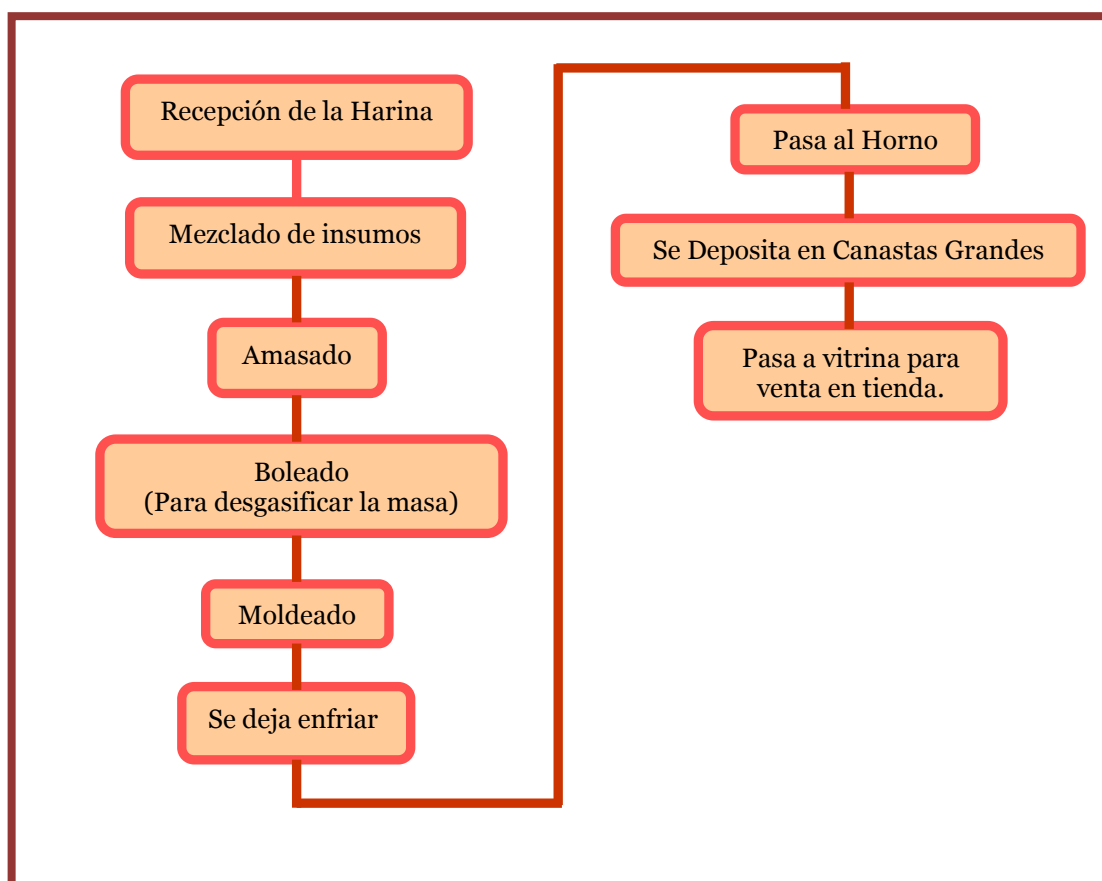 Recepción de la Harina
Mezclado de insumos
Amasado
Boleado
(Para desgasificar la masa)
Moldeado
Se deja enfriar
Pasa al Horno
Se Deposita en Canastas Grandes
Pasa a vitrina para
venta en tienda.